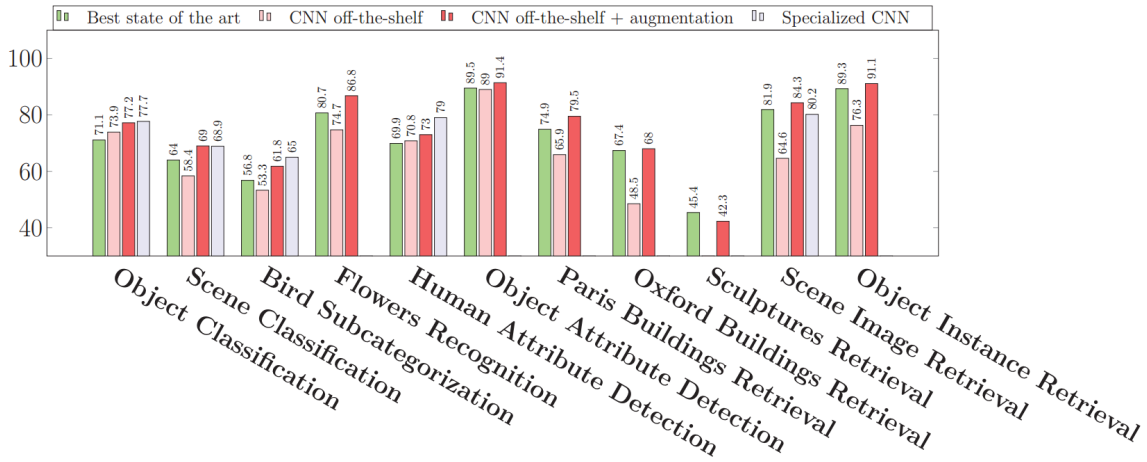 Best state of the art CNN off-the-shelf CNN off-the-shelf + augmentation Specialized CNN
100
80
60
40
71.1 73.9 77.2 77.7
64 58.4 69 68.9
56.8 53.3 61.8 65
80.7 74.7 86.8
69.9 70.8 73 79
89.5 89 91.4
74.9 65.9 79.5
67.4 48.5 68
45.4 42.3
81.9 64.6 84.3 80.2
89.3 76.3 91.1
Object Classification
Scene Classification
Bird Subcategorization
Flowers Recognition
Human Attribute Detection
Object Attribute Detection
Paris Buildings Retrieval
Oxford Buildings Retrieval
Sculptures Retrieval
Scene Image Retrieval
Object Instance Retrieval